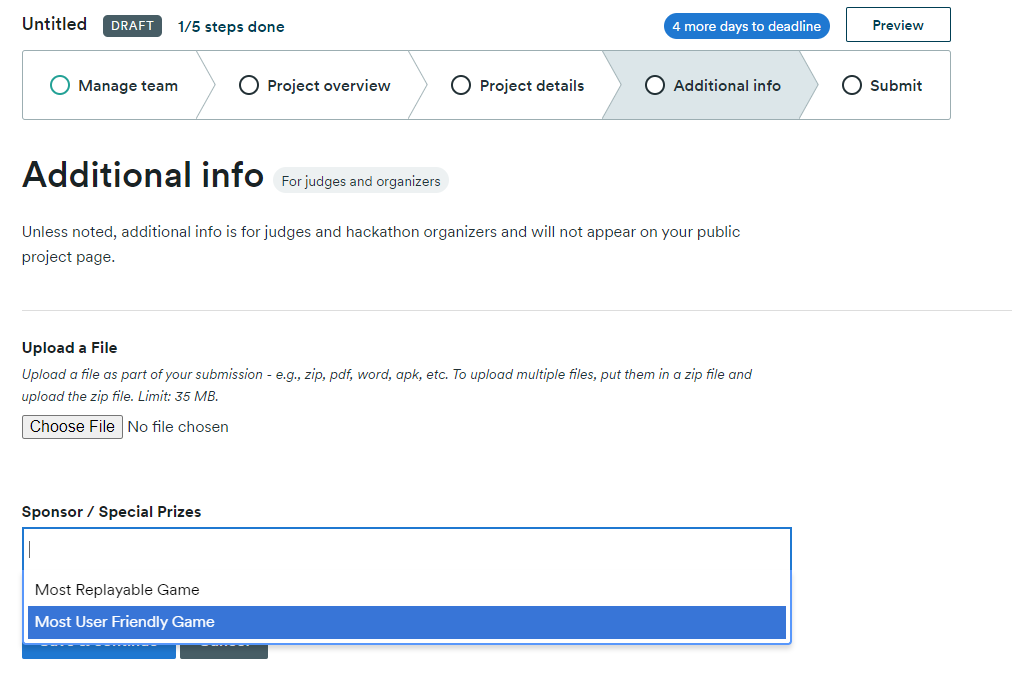 Untitled DRAFT 1/5 steps done 4 more days to deadline Preview
Manage team Project overview Project details Additional info Submit
Additional info For judges and organizers
Unless noted, additional info is for judges and hackathon organizers and will not appear on your public
project page.
Upload a File
Upload a file as part of your submission - e.g., zip, pdf, word, apk, etc. To upload multiple files, put them in a zip file and
upload the zip file. Limit: 35 MB.
Choose File No file chosen
Sponsor / Special Prizes
Most Replayable Game
Most User Friendly Game